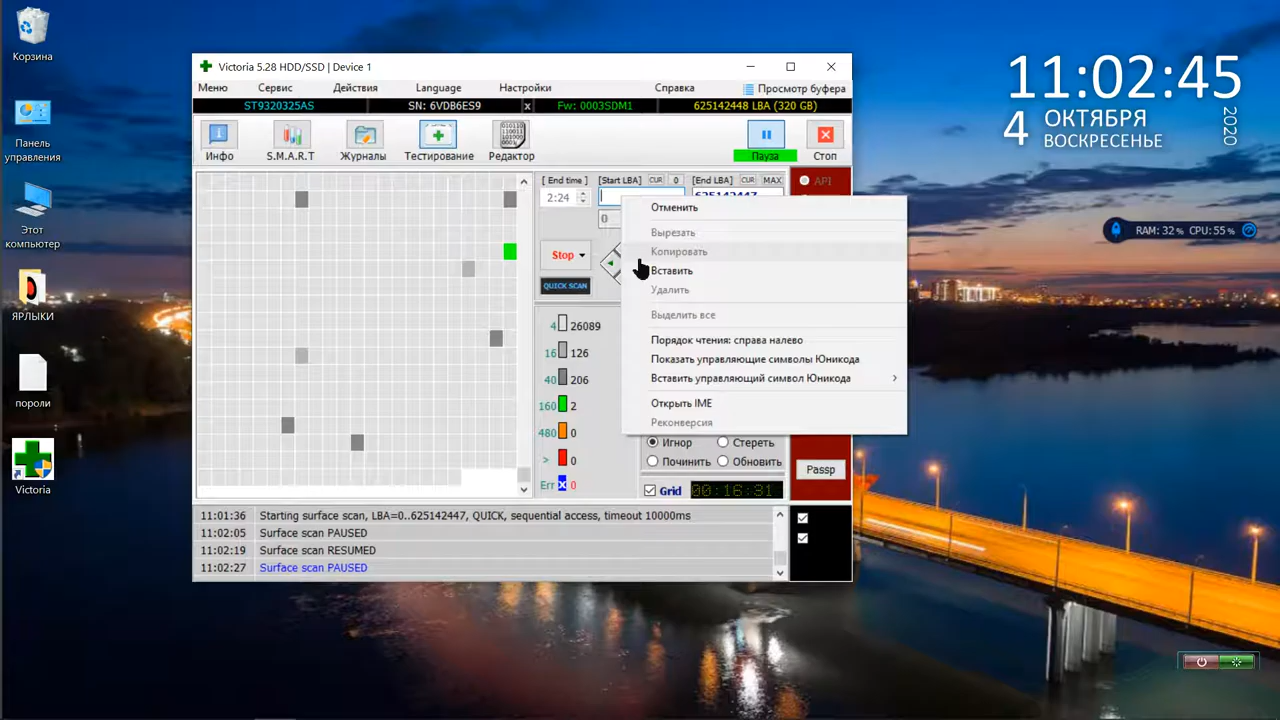 Корзина
Панель
управления
Этот
компьютер
ЯРЛЫКИ
пороли
Victoria
Victoria 5.28 HDD/SSD | Device 1
Меню Сервис Действия Language Настройки Справка Просмотр буфера
ST9320325AS SN: 6VDB6ES9 x Fw: 0003SDM1 625142448 LBA (320 GB)
Инфо S.M.A.R.T Журналы Тестирование Редактор Пауза Стоп
[ End time ] [Start LBA] CUR 0 [End LBA] CUR MAX API
2:24 625142447
0
Stop
QUICK SCAN
4 26089
16 126
40 206
160 2
480 0
> 0
Err x 0
Отменить
Вырезать
Копировать
Вставить
Удалить
Выделить все
Порядок чтения: справа налево
Показать управляющие символы Юникода
Вставить управляющий символ Юникода
Открыть IME
Реконверсия
Игнор Стереть
Починить Обновить
Passp
Grid 00:16:31
11:01:36 Starting surface scan, LBA=0..625142447, QUICK, sequential access, timeout 10000ms
11:02:05 Surface scan PAUSED
11:02:19 Surface scan RESUMED
11:02:27 Surface scan PAUSED
11:02:45
4 ОКТЯБРЯ
ВОСКРЕСЕНЬЕ
2020
RAM: 32 % CPU: 55 %